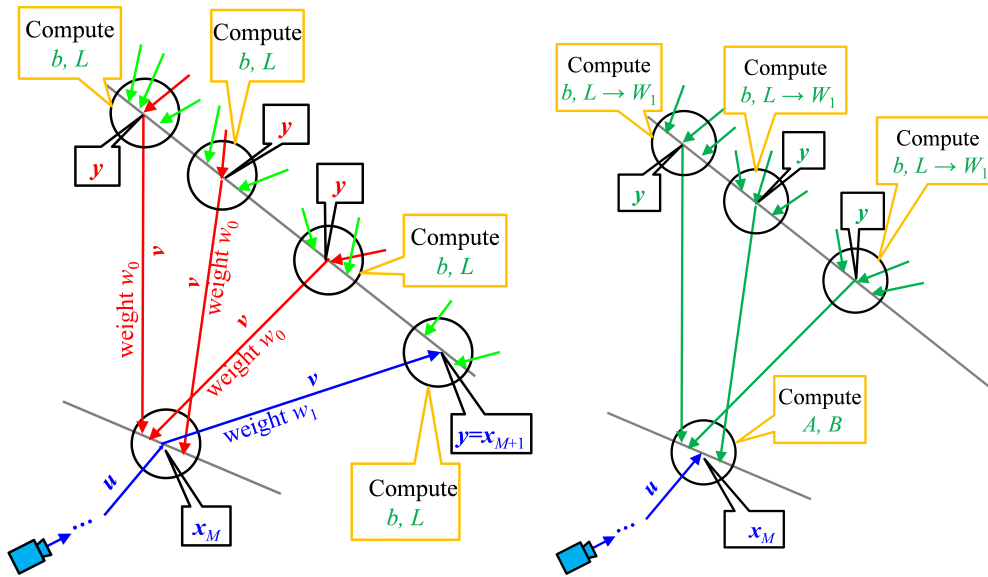 Compute
b, L
Compute
b, L
y
y
y
Compute
b, L
v
weight w₀
v
weight w₀
v
weight w₀
v
weight w₁
y=xM+1
Compute
b, L
u
xM
...
Compute
b, L → W₁
Compute
b, L → W₁
Compute
b, L → W₁
y
y
y
Compute
A, B
u
xM
...